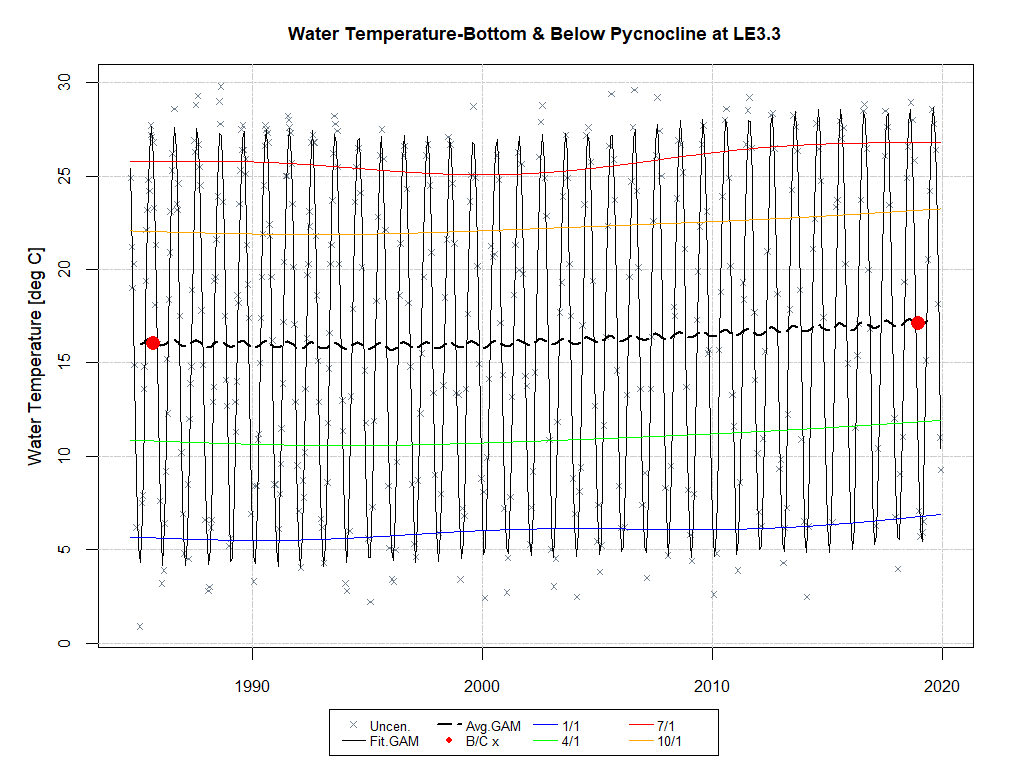 Water Temperature-Bottom & Below Pycnocline at LE3.3
Water Temperature [deg C]
30
25
20
15
10
5
0
1990 2000 2010 2020
Uncen. Avg.GAM 1/1 7/1
Fit.GAM B/C x 4/1 10/1